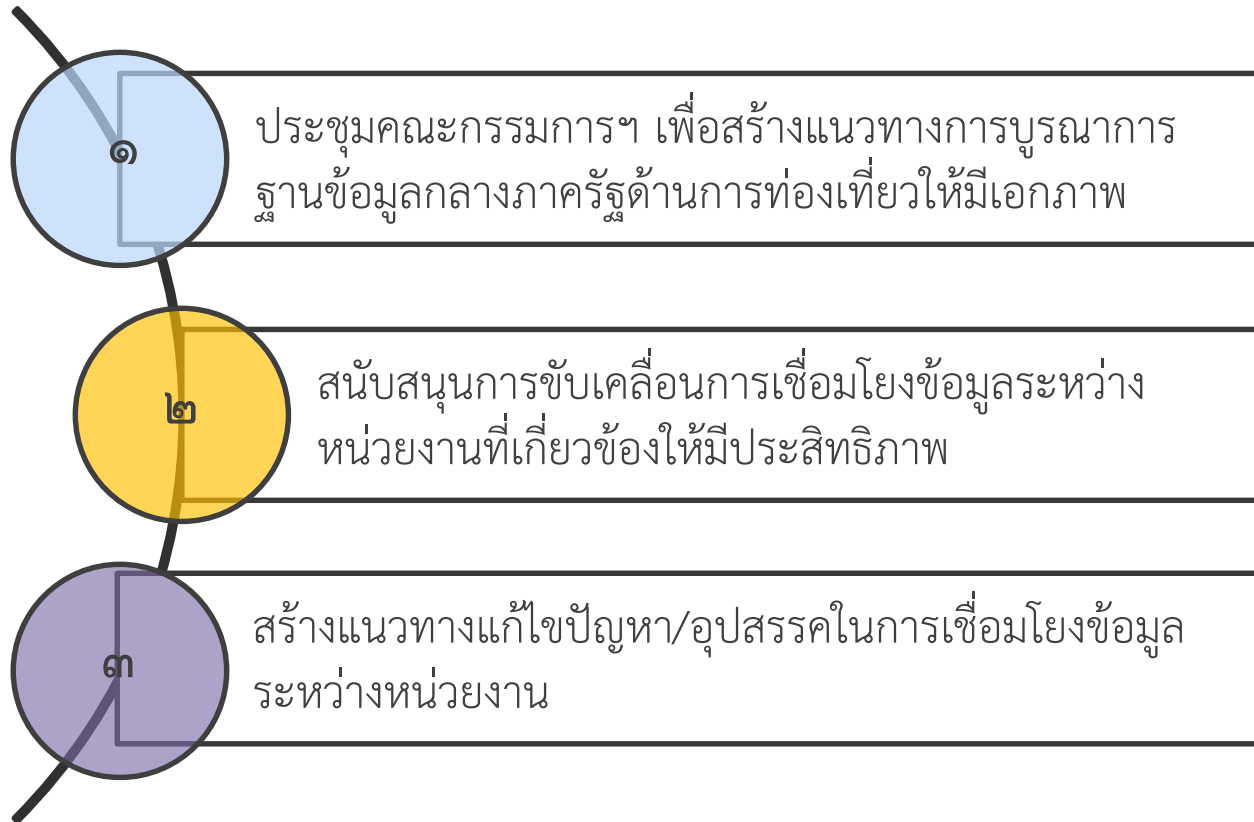 ๑
ประชุมคณะกรรมการฯ เพื่อสร้างแนวทางการบูรณาการ
ฐานข้อมูลกลางภาครัฐด้านการท่องเที่ยวให้มีเอกภาพ
๒
สนับสนุนการขับเคลื่อนการเชื่อมโยงข้อมูลระหว่าง
หน่วยงานที่เกี่ยวข้องให้มีประสิทธิภาพ
๓
สร้างแนวทางแก้ไขปัญหา/อุปสรรคในการเชื่อมโยงข้อมูล
ระหว่างหน่วยงาน